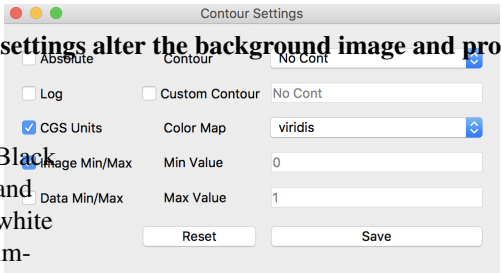 Contour Settings
settings alter the background image and pro
Absolute Contour No Cont
Log Custom Contour No Cont
CGS Units Color Map viridis
Black
Image Min/Max Min Value 0
and
Data Min/Max Max Value 1
white
Reset Save
im-